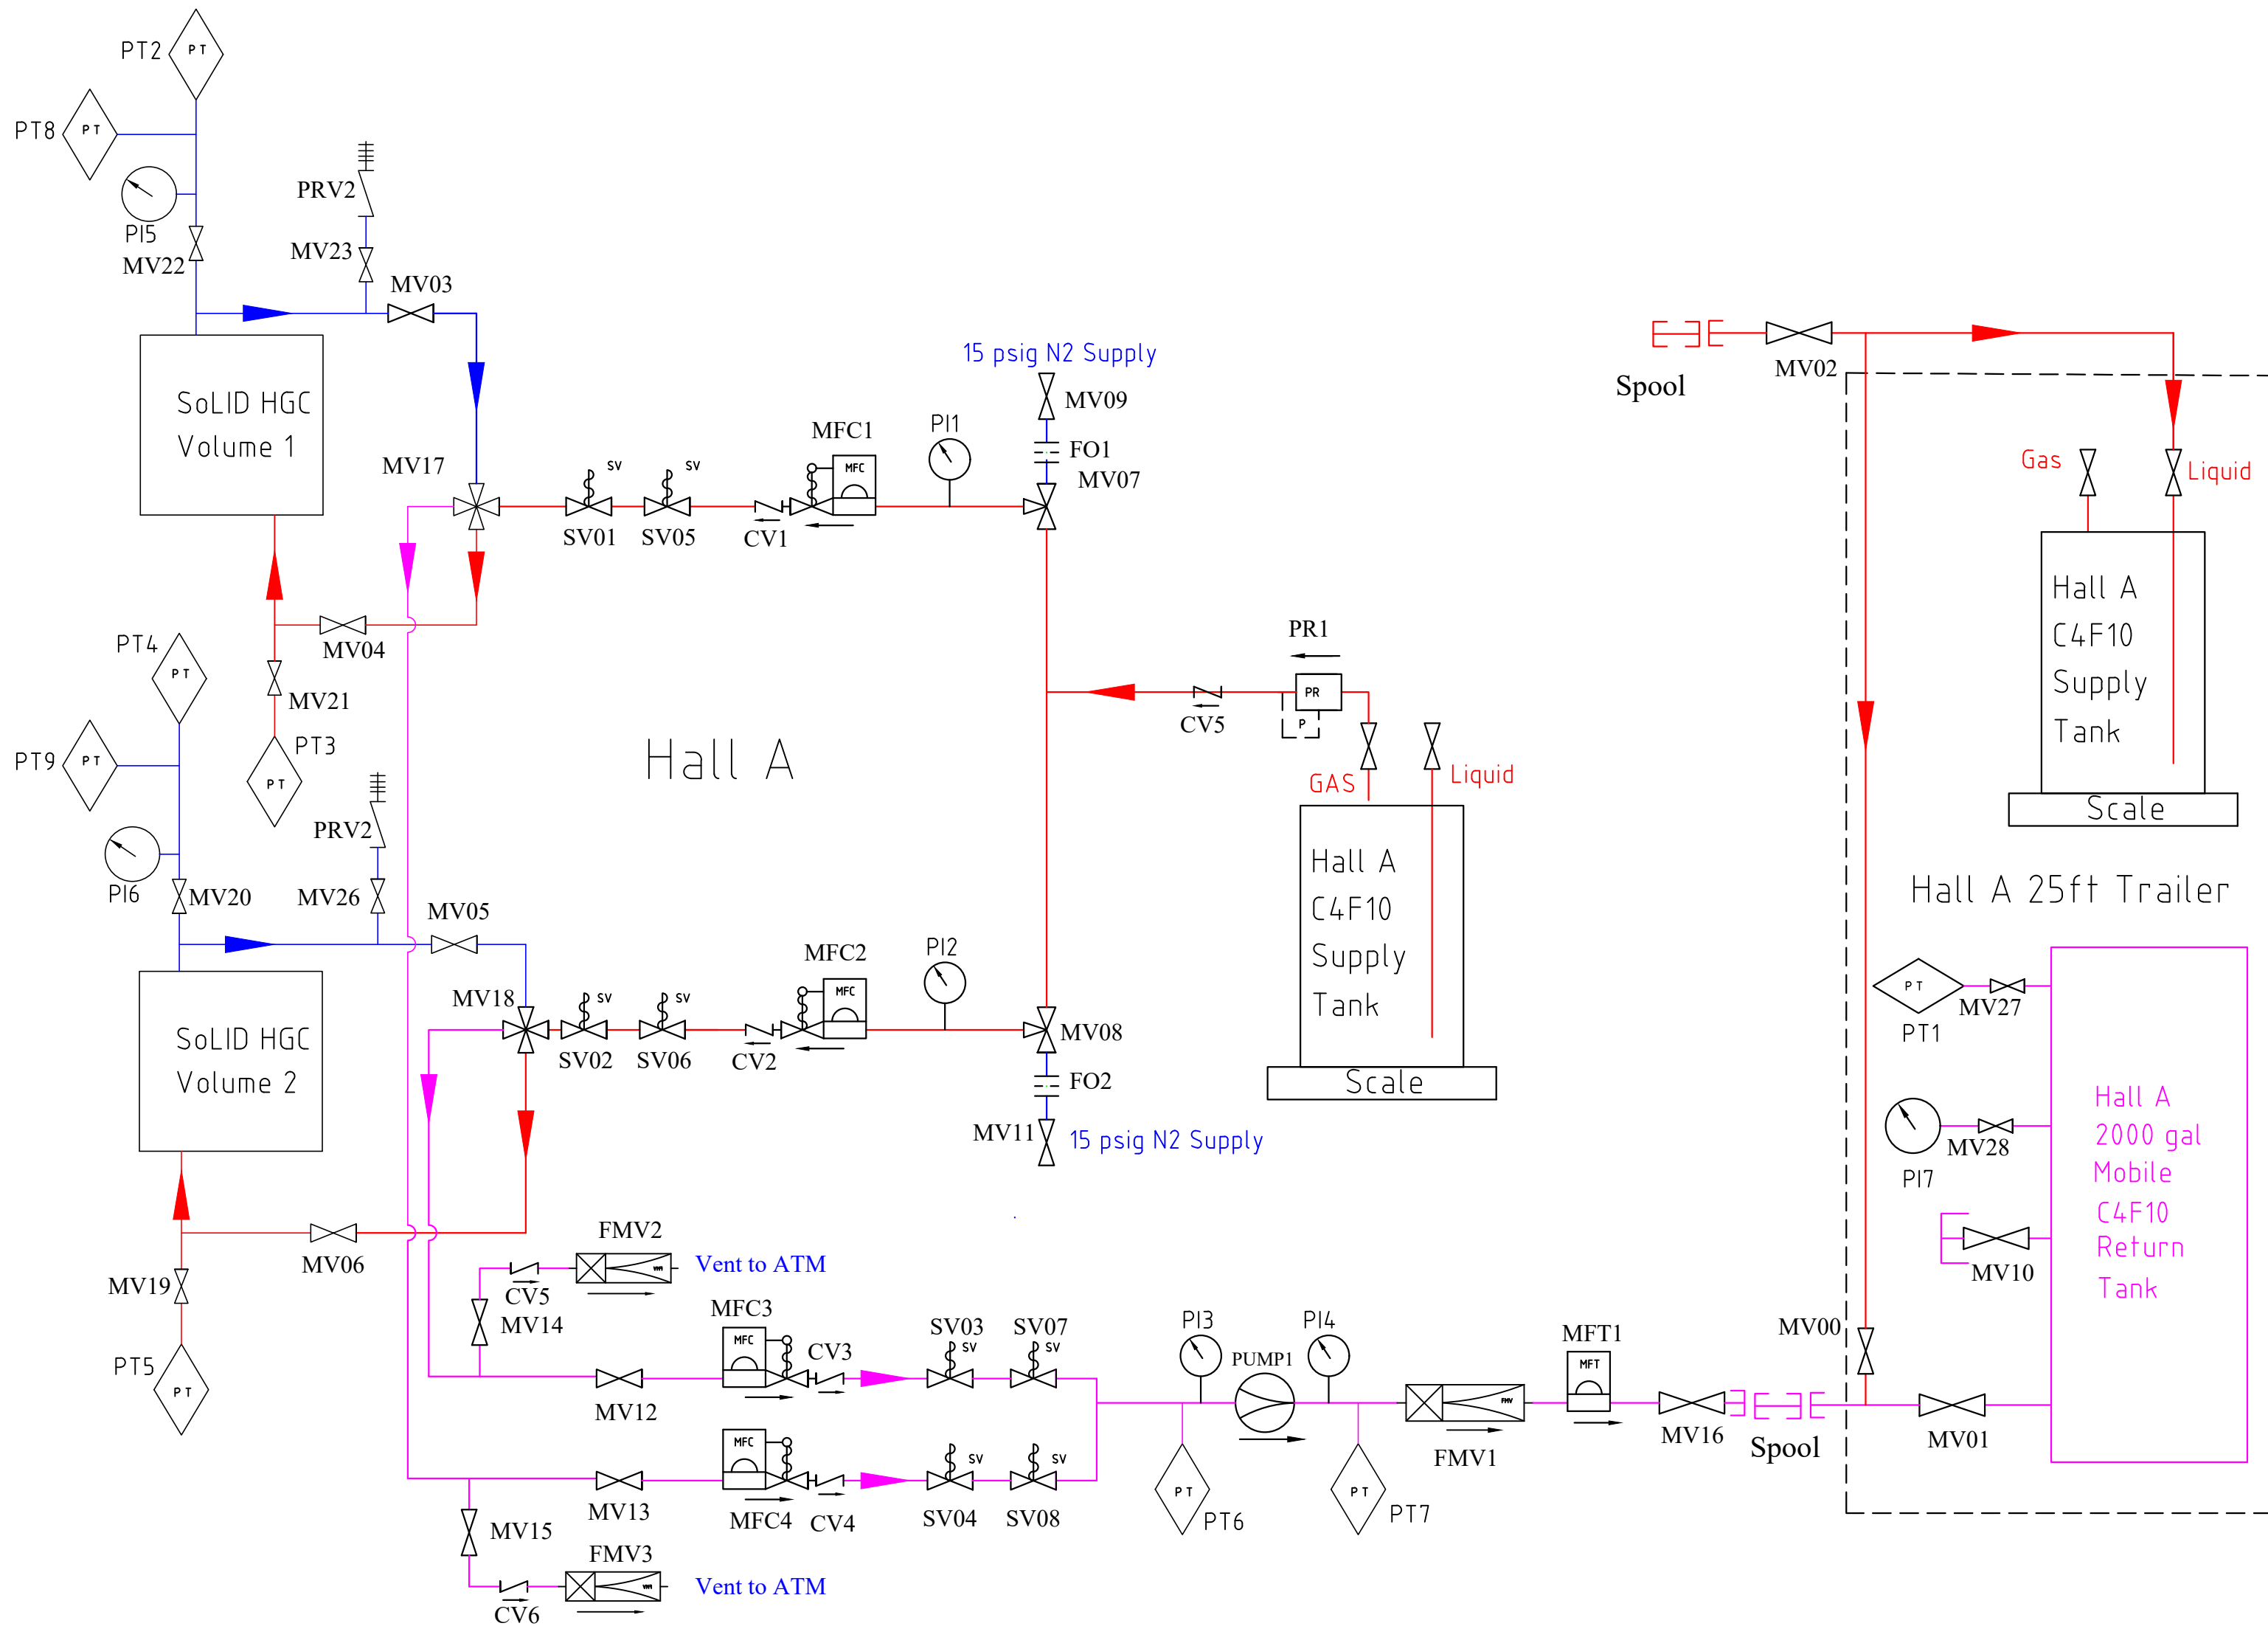 PT2
PT
PT8
PT
PI5
MV22
PRV2
MV23
MV03
SoLID HGC
Volume 1
MV17
SV
SV
SV01
SV05
CV1
MFC1
MFC
PI1
15 psig N2 Supply
MV09
FO1
MV07
Spool
MV02
Gas
Liquid
Hall A
C4F10
Supply
Tank
Scale
Hall A 25ft Trailer
MV04
MV21
PT3
PT
PT4
PT
PT9
PT
PI6
MV20
PRV2
MV26
MV05
Hall A
PR1
PR
P
CV5
GAS
Liquid
Hall A
C4F10
Supply
Tank
Scale
SoLID HGC
Volume 2
MV18
SV
SV
SV02
SV06
CV2
MFC2
MFC
PI2
MV08
FO2
MV11
15 psig N2 Supply
PT
PT1
MV27
PI7
MV28
MV10
Hall A
2000 gal
Mobile
C4F10
Return
Tank
MV06
MV19
PT5
PT
FMV2
Vent to ATM
CV5
MV14
MFC3
MFC
CV3
SV03
SV
SV07
SV
MV12
PI3
PUMP1
PI4
MFT1
MFT
MV00
FMV
FMV1
MV16
Spool
MV01
MFC
MV13
MFC4
CV4
SV
SV04
SV
SV08
PT
PT6
PT
PT7
MV15
FMV3
Vent to ATM
CV6